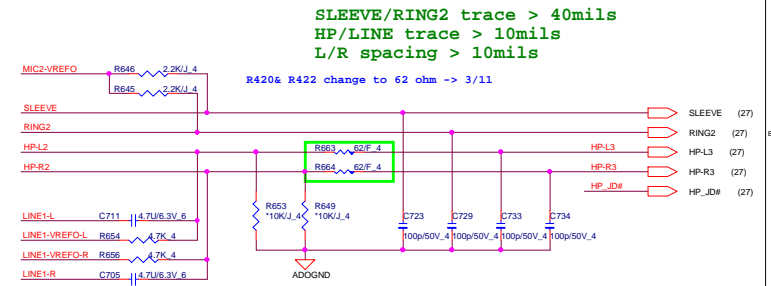 SLEEVE/RING2 trace > 40mils
HP/LINE trace > 10mils
L/R spacing > 10mils
R420& R422 change to 62 ohm -> 3/11
MIC2-VREFO R646 2.2K/J_4
R645 2.2K/J_4
SLEEVE SLEEVE (27)
RING2 RING2 (27)
HP-L2 R663 62/F_4 HP-L3 HP-L3 (27)
HP-R2 R664 62/F_4 HP-R3 HP-R3 (27)
HP_JD# HP_JD# (27)
R653 R649
*10K/J_4 *10K/J_4
LINE1-L C711 4.7U/6.3V_6 C723 C729 C733 C734
LINE1-VREFO-L R654 4.7K_4 100p/50V_4 100p/50V_4 100p/50V_4 100p/50V_4
LINE1-VREFO-R R656 4.7K_4
LINE1-R C705 4.7U/6.3V_6 ADOGND